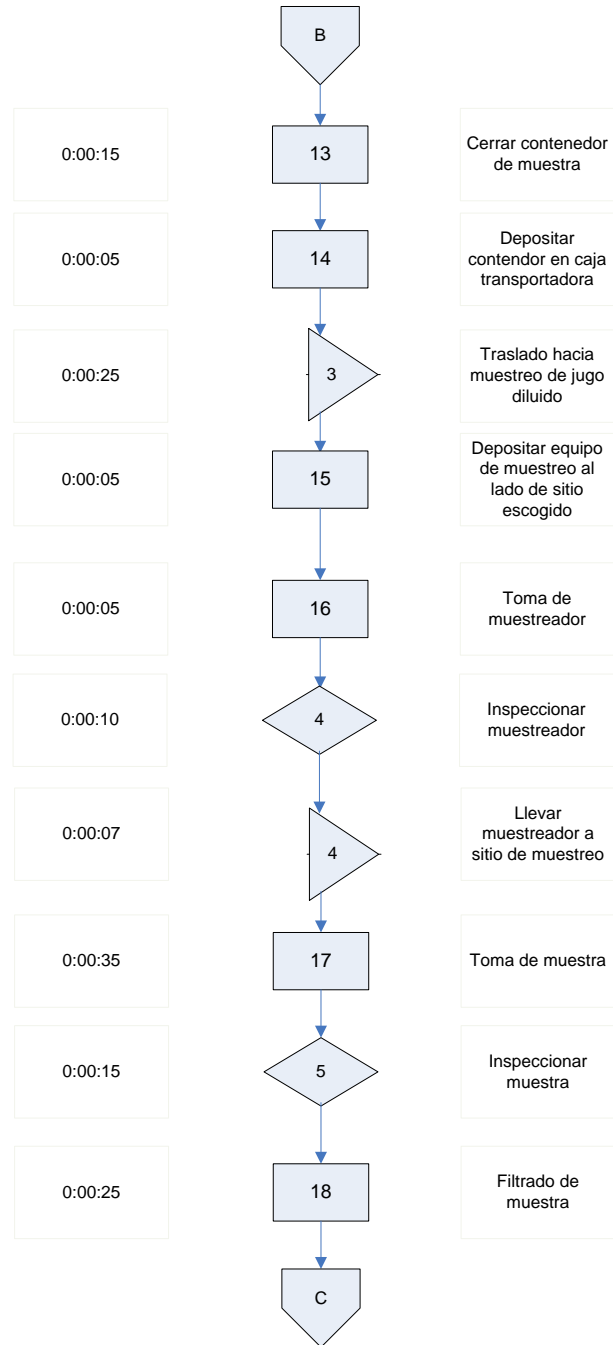 B
0:00:15
13
Cerrar contenedor
de muestra
0:00:05
14
Depositar
contendor en caja
transportadora
0:00:25
3
Traslado hacia
muestreo de jugo
diluido
0:00:05
15
Depositar equipo
de muestreo al
lado de sitio
escogido
0:00:05
16
Toma de
muestreador
0:00:10
4
Inspeccionar
muestreador
0:00:07
4
Llevar
muestreador a
sitio de muestreo
0:00:35
17
Toma de muestra
0:00:15
5
Inspeccionar
muestra
0:00:25
18
Filtrado de
muestra
C